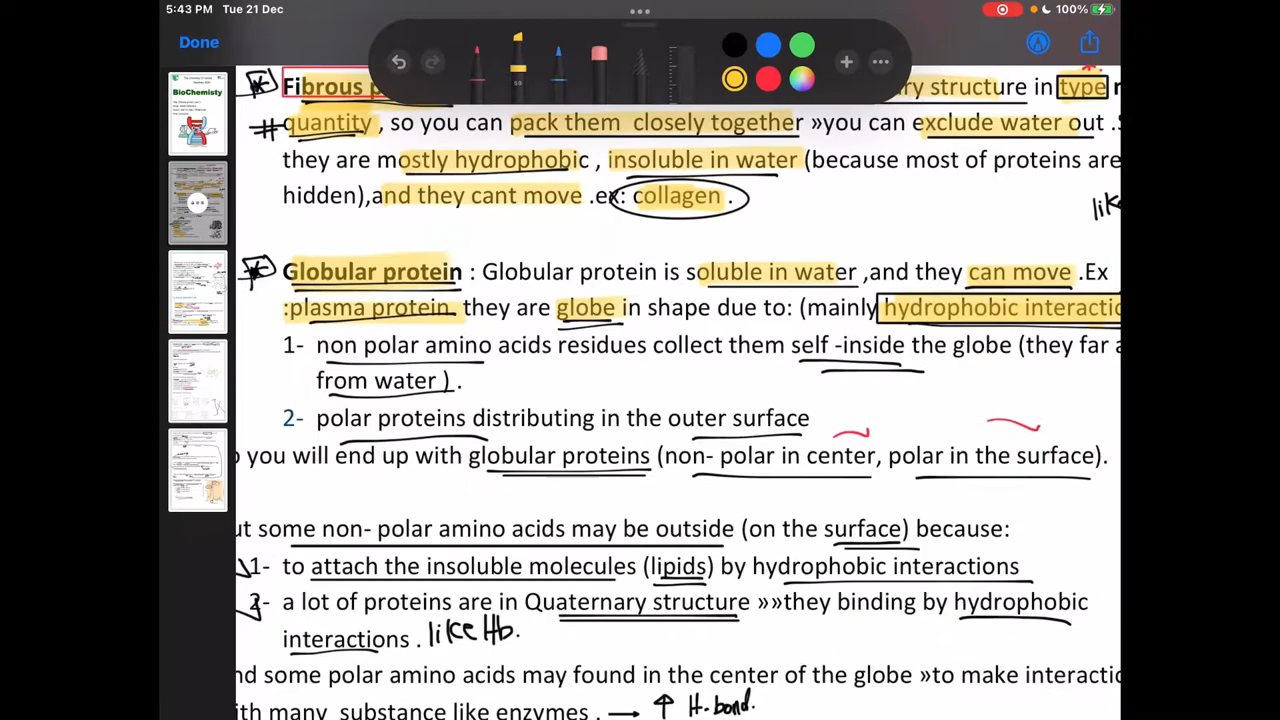 5:43 PM Tue 21 Dec
100%
Done
BioChemisty
Fibrous p
ry structure in type
quantity , so you can pack them closely together »you can exclude water out .
they are mostly hydrophobic , insoluble in water (because most of proteins are
hidden),and they cant move .ex: collagen .
Globular protein : Globular protein is soluble in water ,and they can move .Ex
:plasma protein. they are globe in shape due to: (mainly hydrophobic interactio
1- non polar amino acids residues collect them self -inside the globe (they far a
from water ) .
2- polar proteins distributing in the outer surface
you will end up with globular proteins (non- polar in center, polar in the surface).
ut some non- polar amino acids may be outside (on the surface) because:
1- to attach the insoluble molecules (lipids) by hydrophobic interactions
2- a lot of proteins are in Quaternary structure »»they binding by hydrophobic
interactions . like Hb.
nd some polar amino acids may found in the center of the globe »to make interactio
ith many substance like enzymes . → ↑ H-bond.